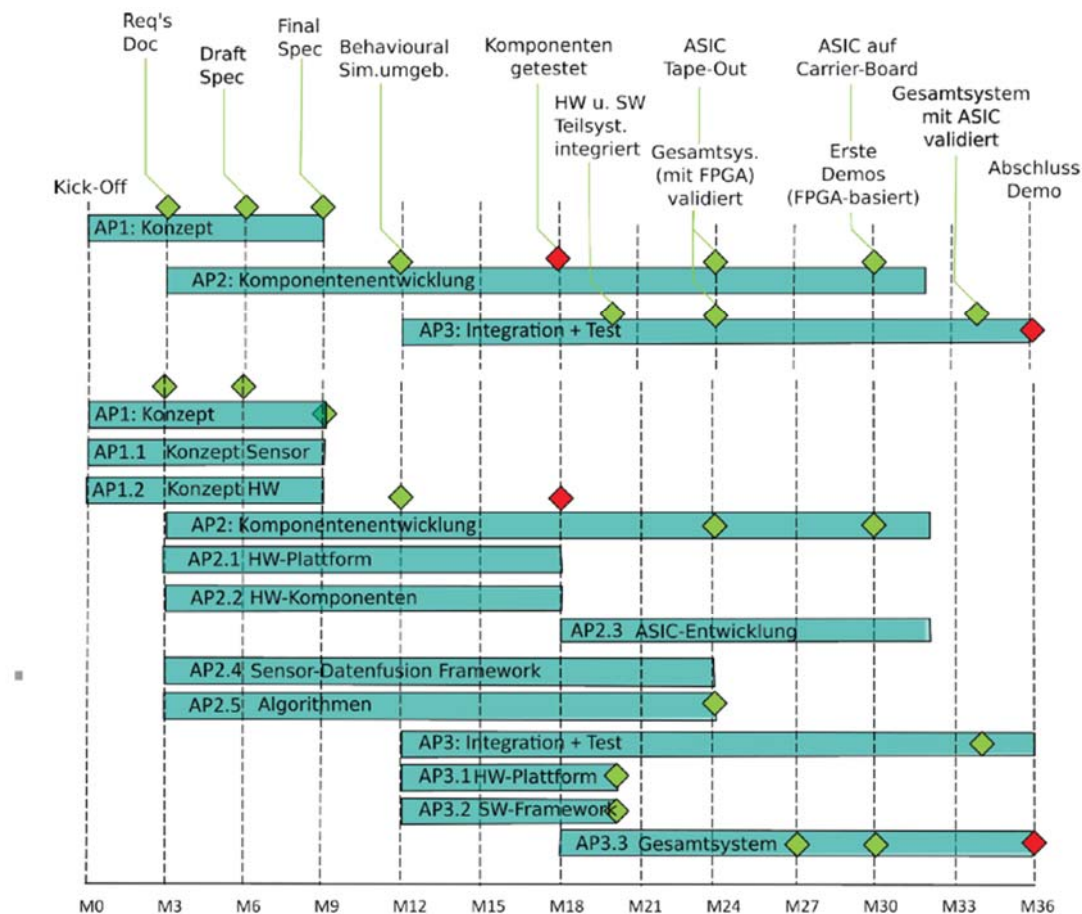 Req's
Doc
Draft
Spec
Final
Spec
Behavioural
Sim.umgeb.
Komponenten
getestet
HW u. SW
Teilsyst.
integriert
ASIC
Tape-Out
Gesamtsys.
(mit FPGA)
validiert
ASIC auf
Carrier-Board
Erste
Demos
(FPGA-basiert)
Gesamtsystem
mit ASIC
validiert
Abschluss
Demo
Kick-Off
AP1: Konzept
AP2: Komponentenentwicklung
AP3: Integration + Test
AP1: Konzept
AP1.1 Konzept Sensor
AP1.2 Konzept HW
AP2: Komponentenentwicklung
AP2.1 HW-Plattform
AP2.2 HW-Komponenten
AP2.3 ASIC-Entwicklung
AP2.4 Sensor-Datenfusion Framework
AP2.5 Algorithmen
AP3: Integration + Test
AP3.1 HW-Plattform
AP3.2 SW-Framework
AP3.3 Gesamtsystem
M0 M3 M6 M9 M12 M15 M18 M21 M24 M27 M30 M33 M36